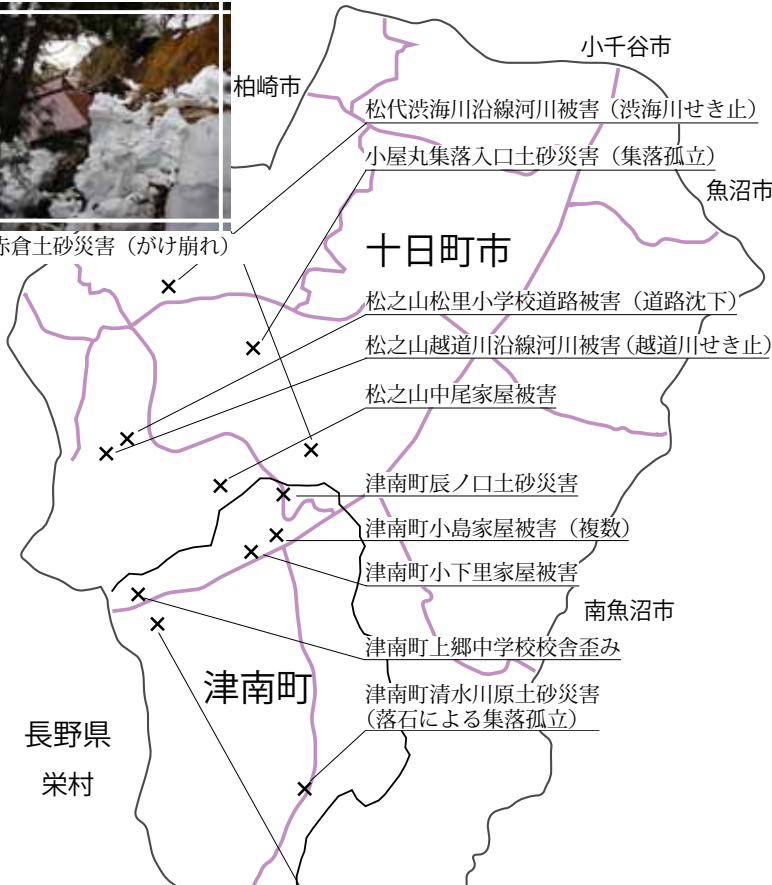 小千谷市
柏崎市
松代渋海川沿線河川被害（渋海川せき止）
小屋丸集落入口土砂災害（集落孤立）
魚沼市
赤倉土砂災害（がけ崩れ）
十日町市
松之山松里小学校道路被害（道路沈下）
松之山越道川沿線河川被害（越道川せき止）
松之山中尾家屋被害
津南町辰ノ口土砂災害
津南町小島家屋被害（複数）
津南町小下里家屋被害
南魚沼市
津南町上郷中学校校舎歪み
津南町
津南町清水川原土砂災害
(落石による集落孤立）
長野県
栄村